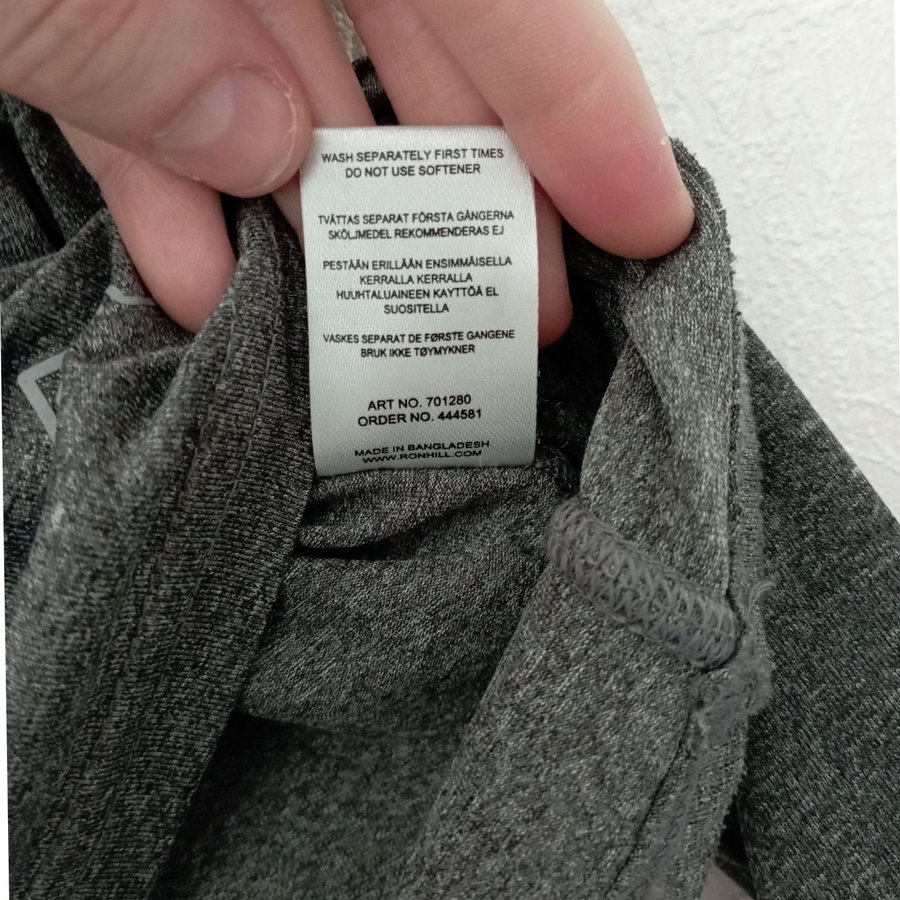 WASH SEPARATELY FIRST TIMES
DO NOT USE SOFTENER
TVÄTTAS SEPARAT FÖRSTA GÅNGERNA
SKÖLJMEDEL REKOMMENDERAS EJ
PESTÄÄN ERILLÄÄN ENSIMMÄISELLA
KERRALLA KERRALLA
HUUHTALUAINEEN KAYTTÖÄ EL
SUOSITELLA
VASKES SEPARAT DE FØRSTE GANGENE
BRUK IKKE TØYMYKNER
ART NO. 701280
ORDER NO. 444581
MADE IN BANGLADESH
WWW.RONHILL.COM